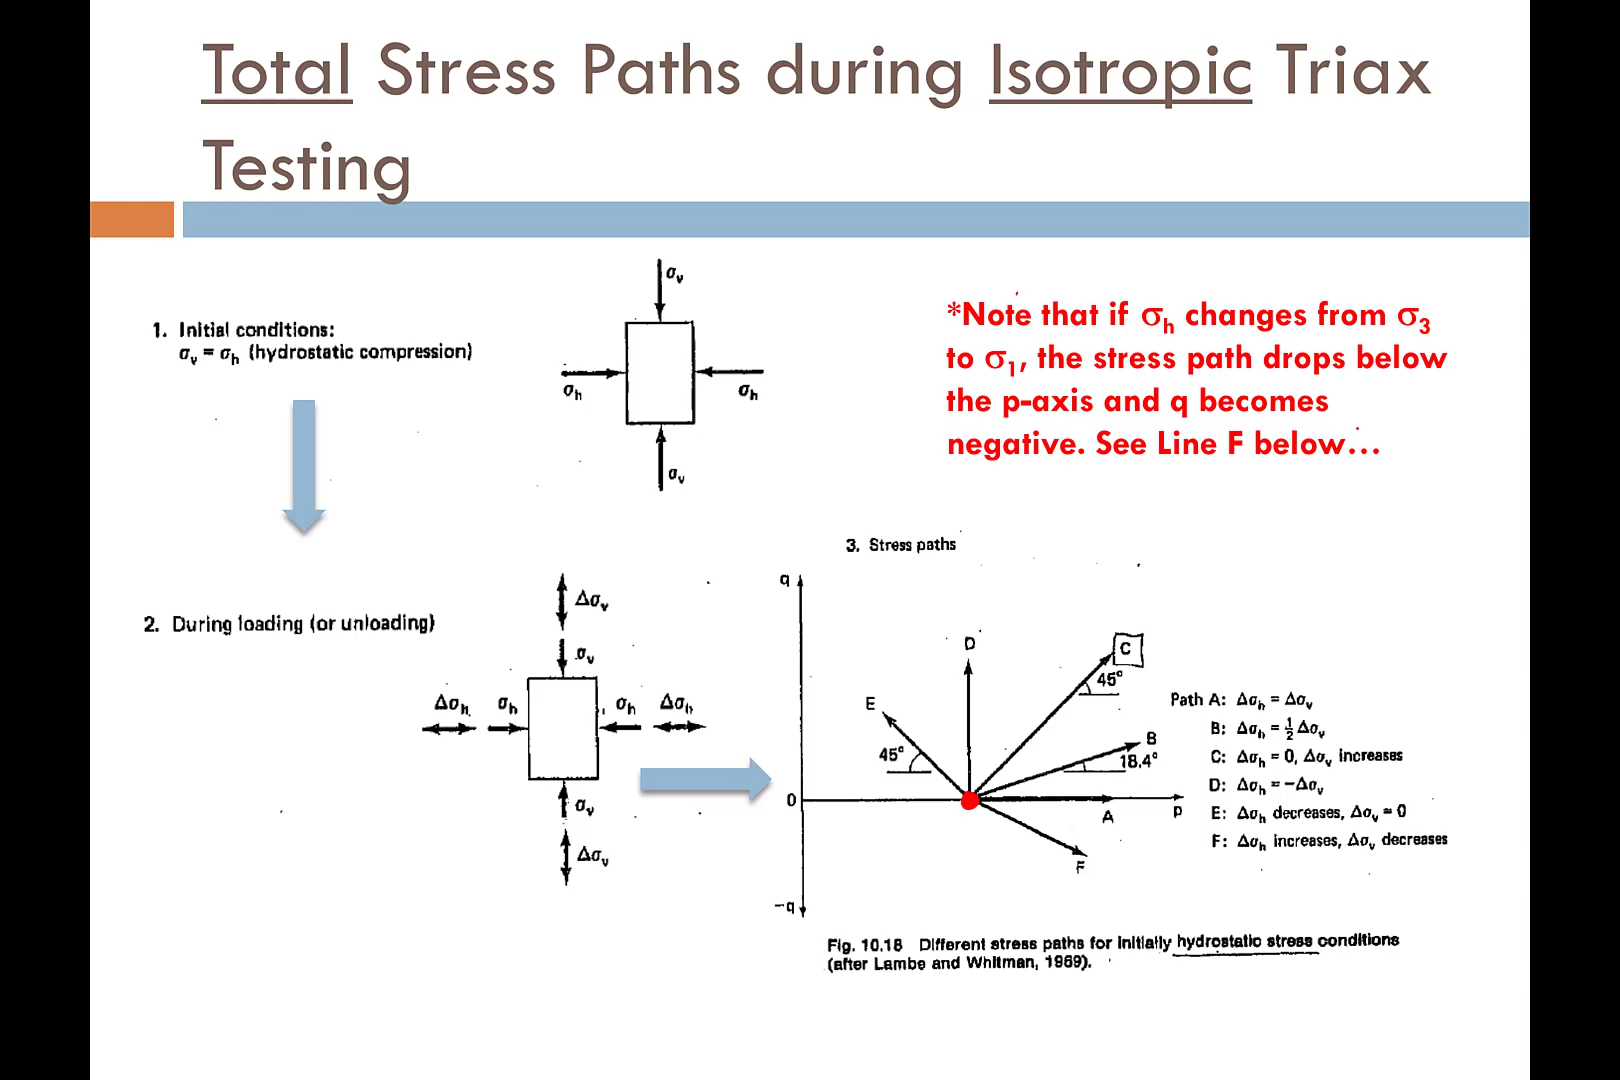 Total Stress Paths during Isotropic Triax
Testing
1. Initial conditions:
σv = σh (hydrostatic compression)
σv
σh
σh
σv
*Note that if σh changes from σ3
to σ1, the stress path drops below
the p-axis and q becomes
negative. See Line F below…
2. During loading (or unloading)
Δσv
σv
Δσh
σh
σh
Δσh
σv
Δσv
3. Stress paths
q
D
C
45°
E
45°
B
18.4°
0
A
p
F
−q
Path A: Δσh = Δσv
B: Δσh = ½ Δσv
C: Δσh = 0, Δσv increases
D: Δσh = −Δσv
E: Δσh decreases, Δσv = 0
F: Δσh increases, Δσv decreases
Fig. 10.18 Different stress paths for initially hydrostatic stress conditions
(after Lambe and Whitman, 1969).